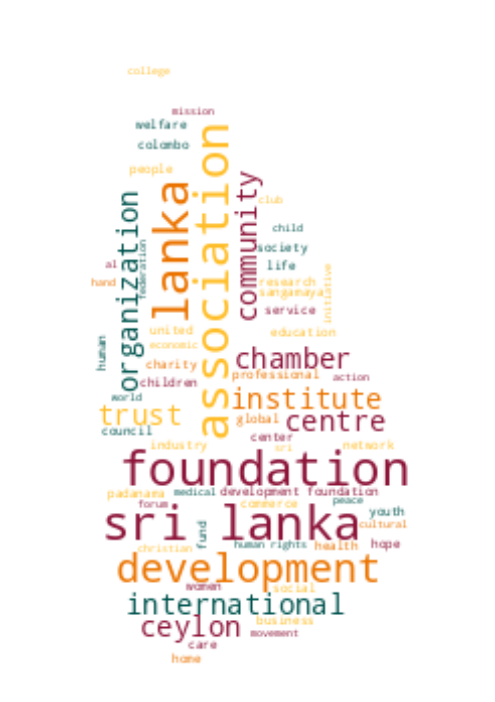 college
mission
welfare
colombo
people
association
lanka
community
organization
federation
club
child
society
life
al
hand
research
sangamaya
initiative
service
united
economic
education
human
charity
chamber
professional
action
children
world
institute
trust
global
centre
council
center
industry
sri
network
foundation
padanama
medical
development foundation
forum
commerce
peace
youth
sri lanka
cultural
fund
christian
human rights
health
hope
development
women
social
international
business
ceylon
movement
care
home